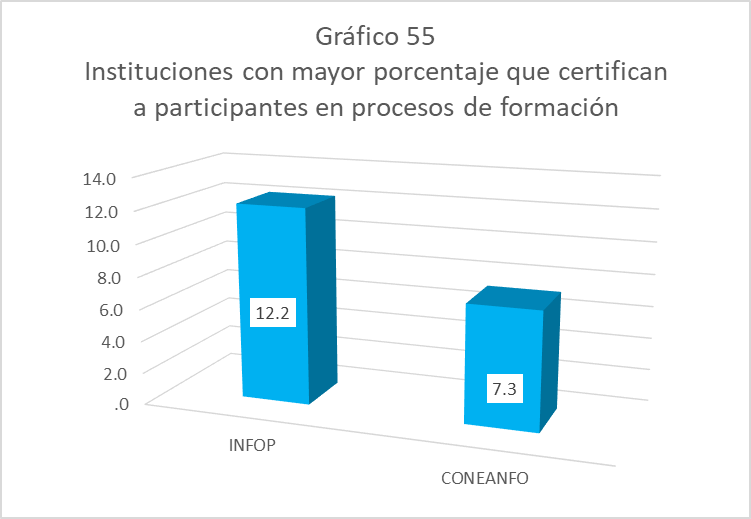 Gráfico 55
Instituciones con mayor porcentaje que certifican
a participantes en procesos de formación
14.0
12.0
10.0
8.0
6.0
4.0
2.0
.0
12.2
7.3
INFOP
CONEANFO